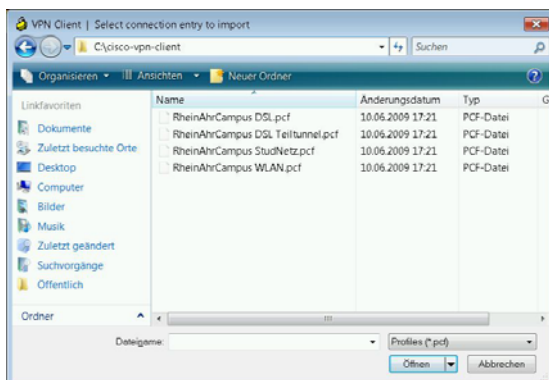 VPN Client | Select connection entry to import
C:\cisco-vpn-client
Suchen
Organisieren
Ansichten
Neuer Ordner
Linkfavoriten
Dokumente
Zuletzt besuchte Orte
Desktop
Computer
Bilder
Musik
Zuletzt geändert
Suchvorgänge
Öffentlich
Ordner
Name Änderungsdatum Typ G
RheinAhrCampus DSL.pcf 10.06.2009 17:21 PCF-Datei
RheinAhrCampus DSL Teiltunnel.pcf 10.06.2009 17:21 PCF-Datei
RheinAhrCampus StudNetz.pcf 10.06.2009 17:21 PCF-Datei
RheinAhrCampus WLAN.pcf 10.06.2009 17:21 PCF-Datei
Dateiname:
Profiles (*.pcf)
Öffnen
Abbrechen